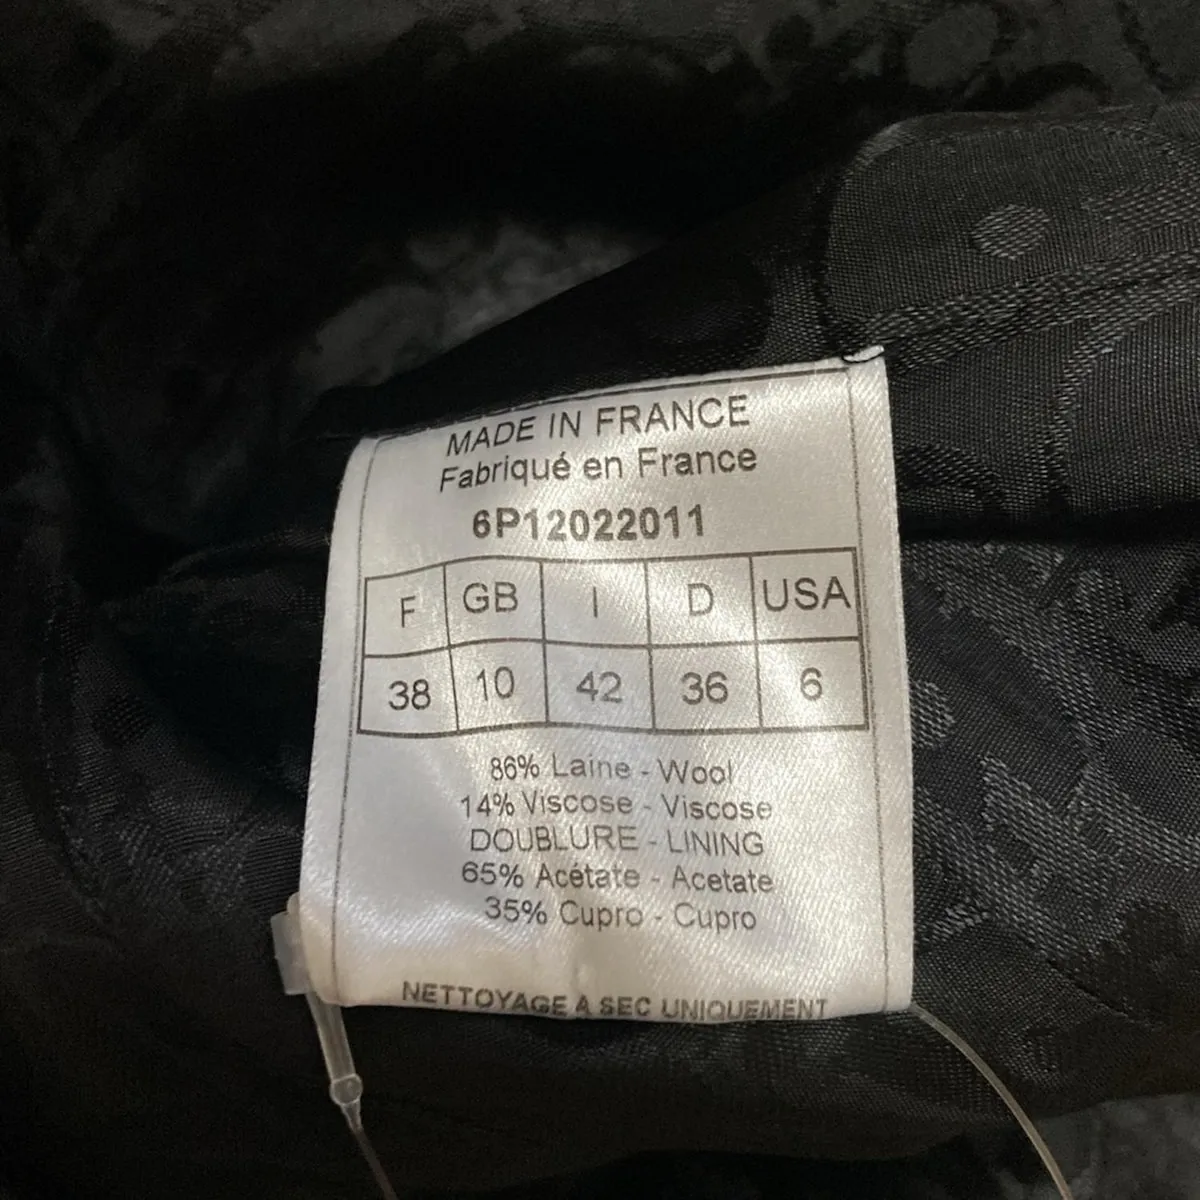 MADE IN FRANCE
Fabriqué en France
6P12022011
F GB I D USA
38 10 42 36 6
86% Laine - Wool
14% Viscose - Viscose
DOUBLURE - LINING
65% Acétate - Acetate
35% Cupro - Cupro
NETTOYAGE A SEC UNIQUEMENT